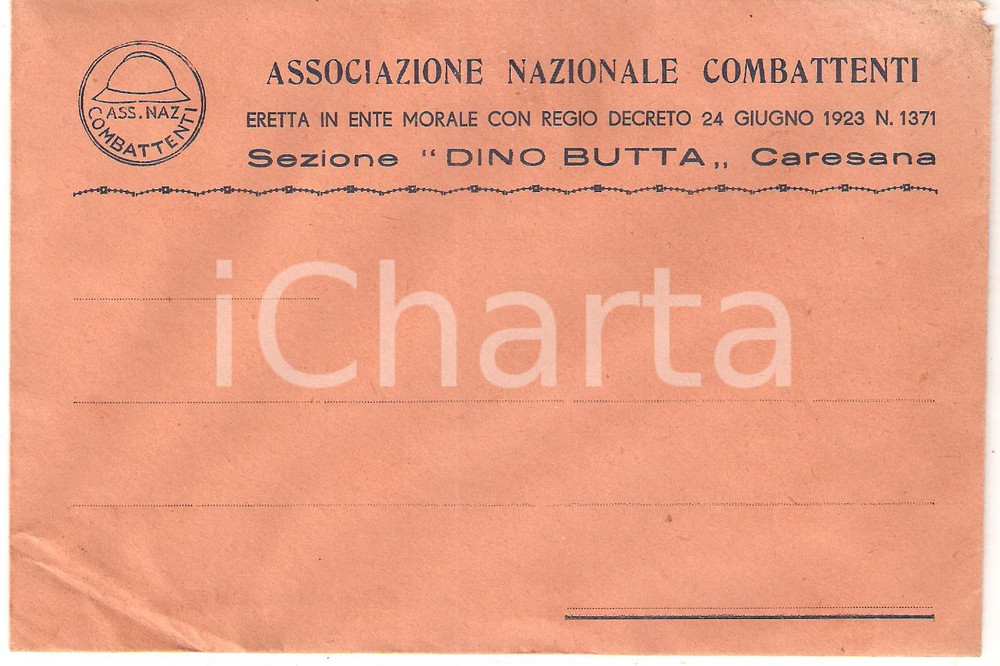 ASS. NAZ
COMBATTENTI
ASSOCIAZIONE NAZIONALE COMBATTENTI
ERETTA IN ENTE MORALE CON REGIO DECRETO 24 GIUGNO 1923 N. 1371
Sezione “DINO BUTTA„ Caresana
iCharta